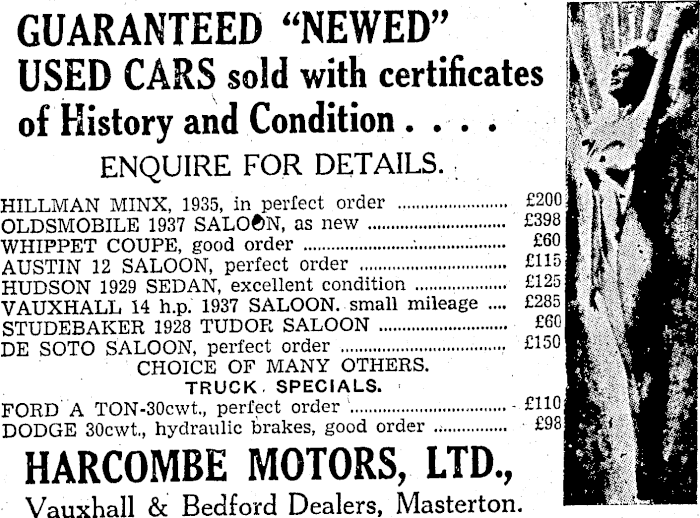 GUARANTEED "NEWED"
USED CARS sold with certificates
of History and Condition . . . .
ENQUIRE FOR DETAILS.
HILLMAN MINX, 1935, in perfect order ........................ £200
OLDSMOBILE 1937 SALOON, as new .............................. £398
WHIPPET COUPE, good order ........................................... £60
AUSTIN 12 SALOON, perfect order ................................ £115
HUDSON 1929 SEDAN, excellent condition .................... £125
VAUXHALL 14 h.p. 1937 SALOON. small mileage .... £285
STUDEBAKER 1928 TUDOR SALOON ............................ £60
DE SOTO SALOON, perfect order .................................... £150
CHOICE OF MANY OTHERS.
TRUCK SPECIALS.
FORD A TON-30cwt., perfect order .................................. £110
DODGE 30cwt., hydraulic brakes, good order ................ £98
HARCOMBE MOTORS, LTD.,
Vauxhall & Bedford Dealers, Masterton.